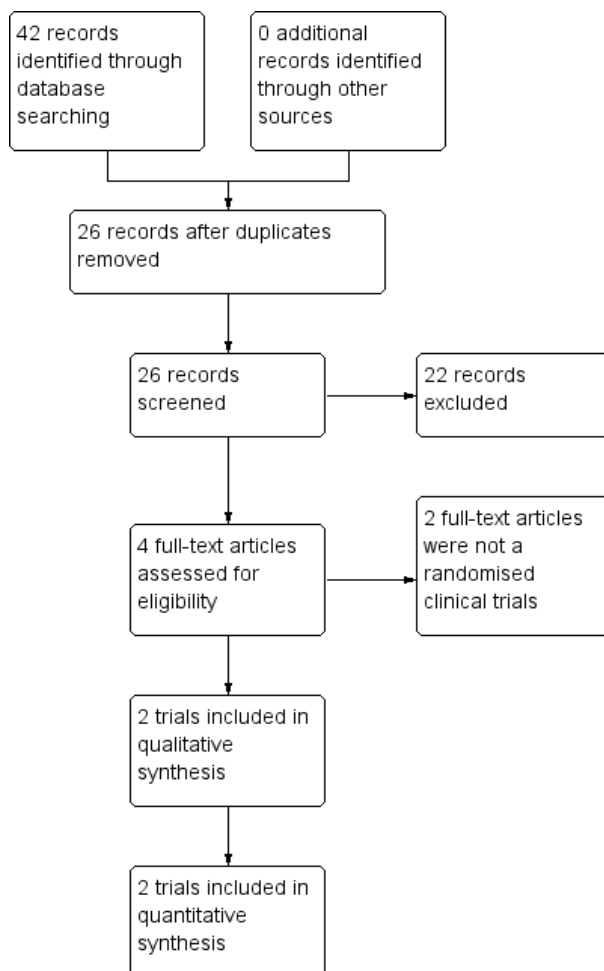 42 records
identified through
database
searching
0 additional
records identified
through other
sources
26 records after duplicates
removed
26 records
screened
22 records
excluded
4 full-text articles
assessed for
eligibility
2 full-text articles
were not a
randomised
clinical trials
2 trials included in
qualitative
synthesis
2 trials included in
quantitative
synthesis